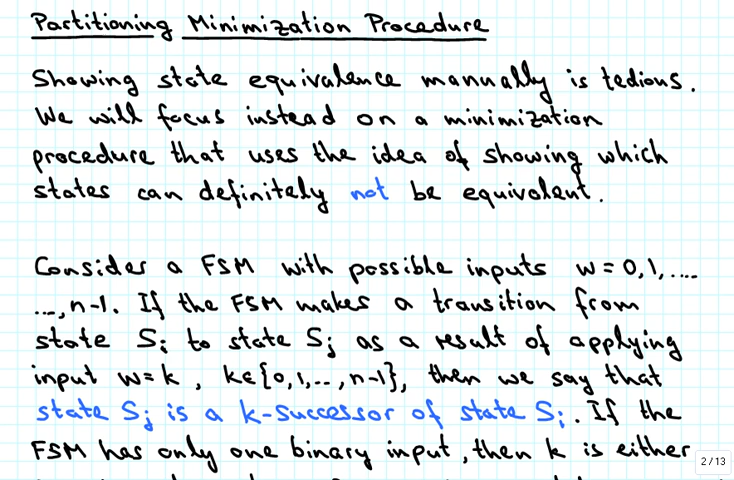 Partitioning Minimization Procedure
Showing state equivalence manually is tedious.
We will focus instead on a minimization
procedure that uses the idea of showing which
states can definitely not be equivalent.
Consider a FSM with possible inputs w = 0,1,....
...,n-1. If the FSM makes a transition from
state Si to state Sj as a result of applying
input w=k, k∈{0,1,..,n-1}, then we say that
state Sj is a k-successor of state Si. If the
FSM has only one binary input, then k is either
2 / 13